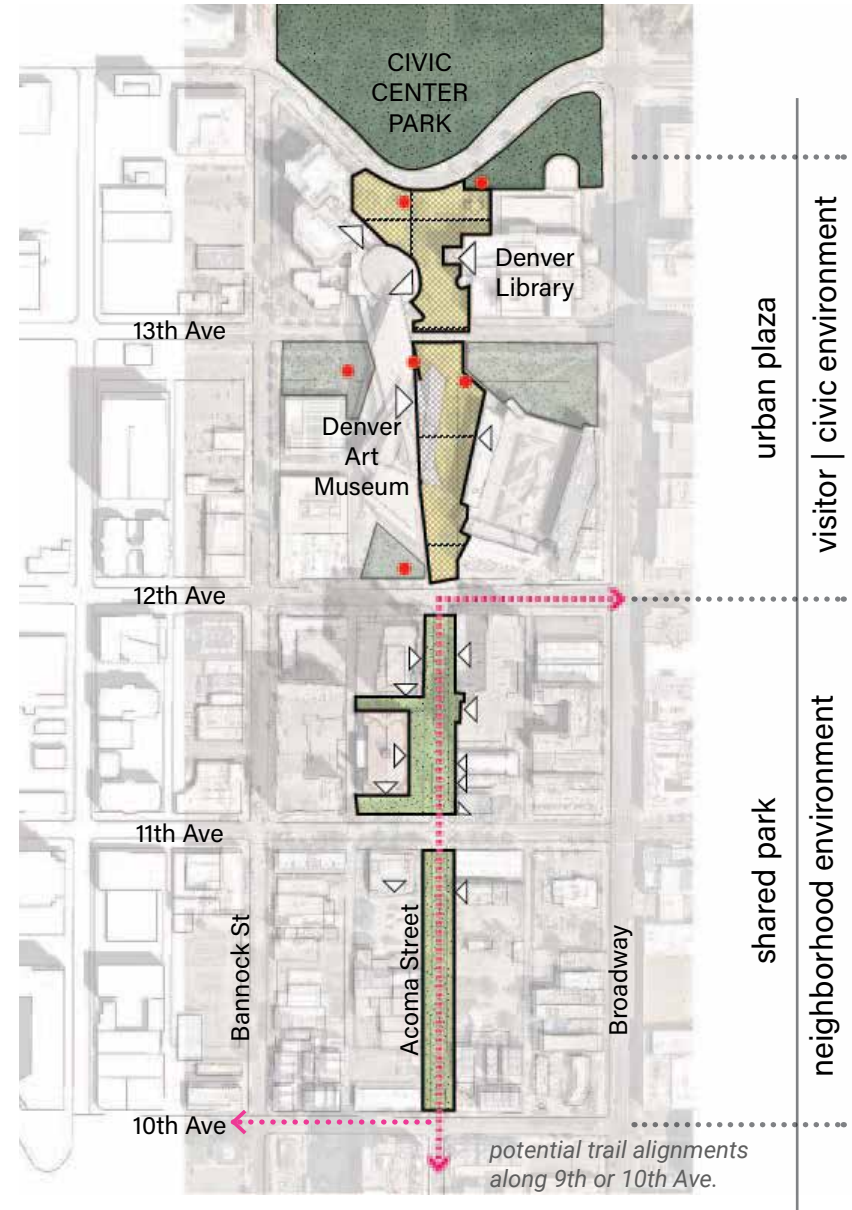 CIVIC
CENTER
PARK
Denver
Library
13th Ave
Denver
Art
Museum
urban plaza
visitor | civic environment
12th Ave
11th Ave
shared park
neighborhood environment
Bannock St
Acoma Street
Broadway
10th Ave
potential trail alignments
along 9th or 10th Ave.